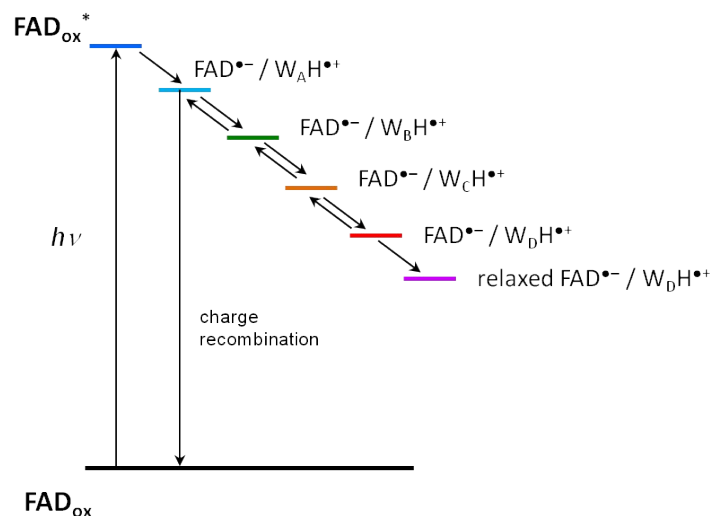 FADox*
FAD•− / WAH•+
FAD•− / WBH•+
FAD•− / WCH•+
FAD•− / WDH•+
relaxed FAD•− / WDH•+
hν
charge
recombination
FADox